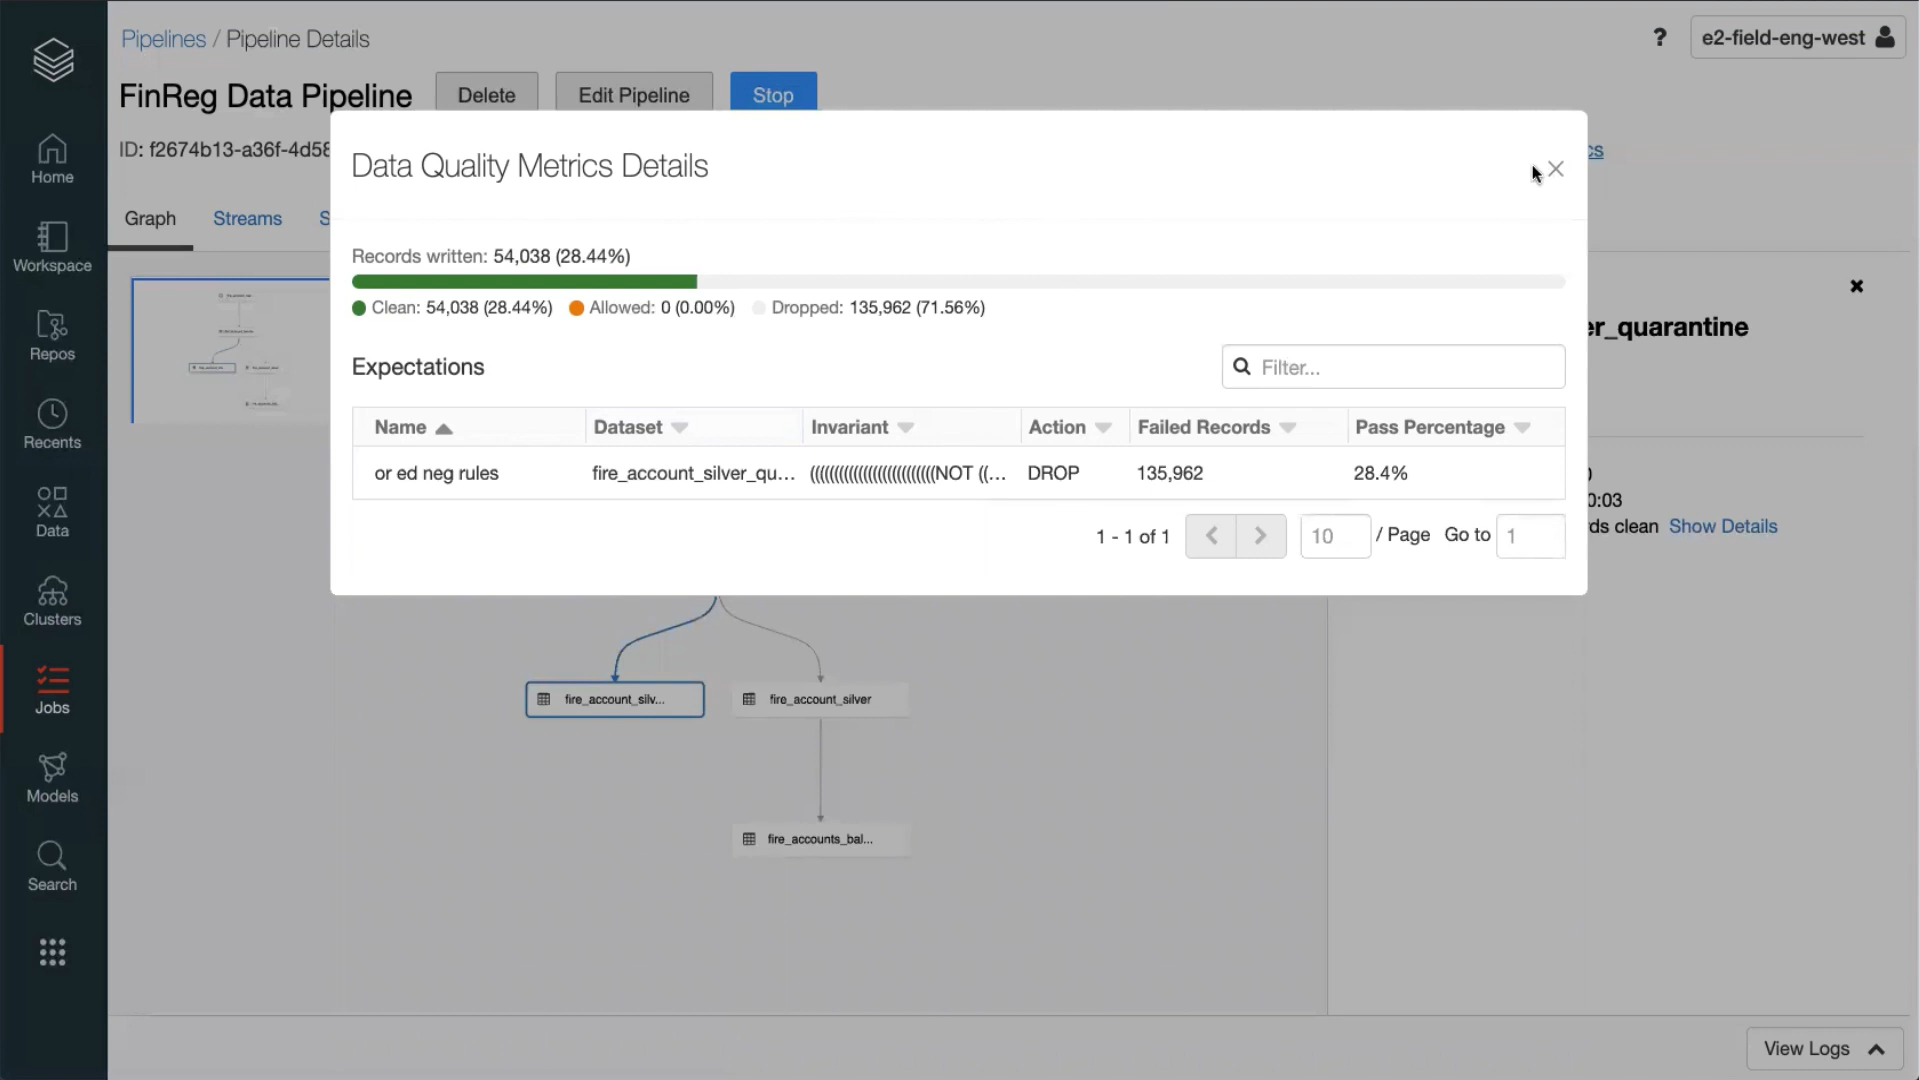 Pipelines / Pipeline Details
e2-field-eng-west
FinReg Data Pipeline
Delete
Edit Pipeline
Stop
ID: f2674b13-a36f-4d58
cs
Home
Workspace
Repos
Recents
Data
Clusters
Jobs
Models
Search
Graph
Streams
S
Data Quality Metrics Details
Records written: 54,038 (28.44%)
Clean: 54,038 (28.44%) Allowed: 0 (0.00%) Dropped: 135,962 (71.56%)
Expectations
Filter...
Name Dataset Invariant Action Failed Records Pass Percentage
or ed neg rules fire_account_silver_qu... ((((((((((((((((((((((((((NOT ((... DROP 135,962 28.4%
1 - 1 of 1 10 / Page Go to 1
er_quarantine
0:03
ds clean Show Details
fire_account_silv...
fire_account_silver
fire_accounts_bal...
View Logs